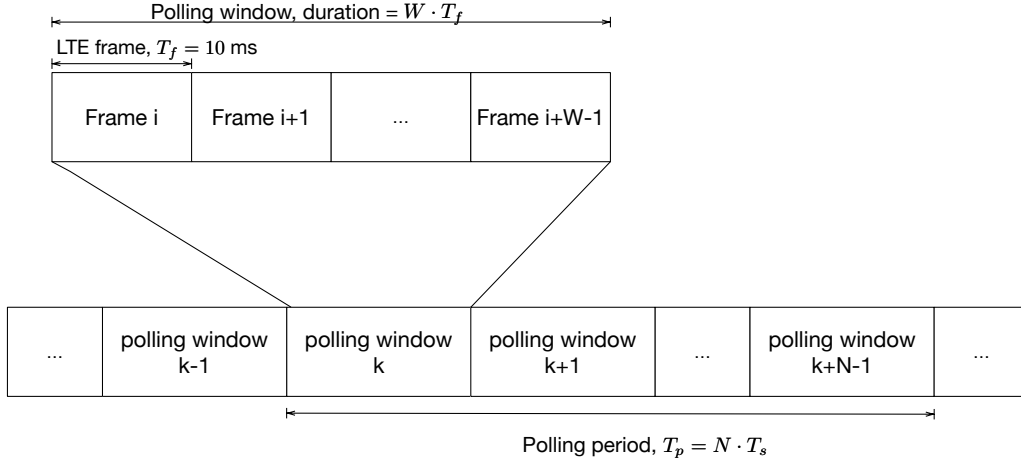 Polling window, duration = W · T_f
LTE frame, T_f = 10 ms
Frame i
Frame i+1
...
Frame i+W-1
...
polling window
k-1
polling window
k
polling window
k+1
...
polling window
k+N-1
...
Polling period, T_p = N · T_s